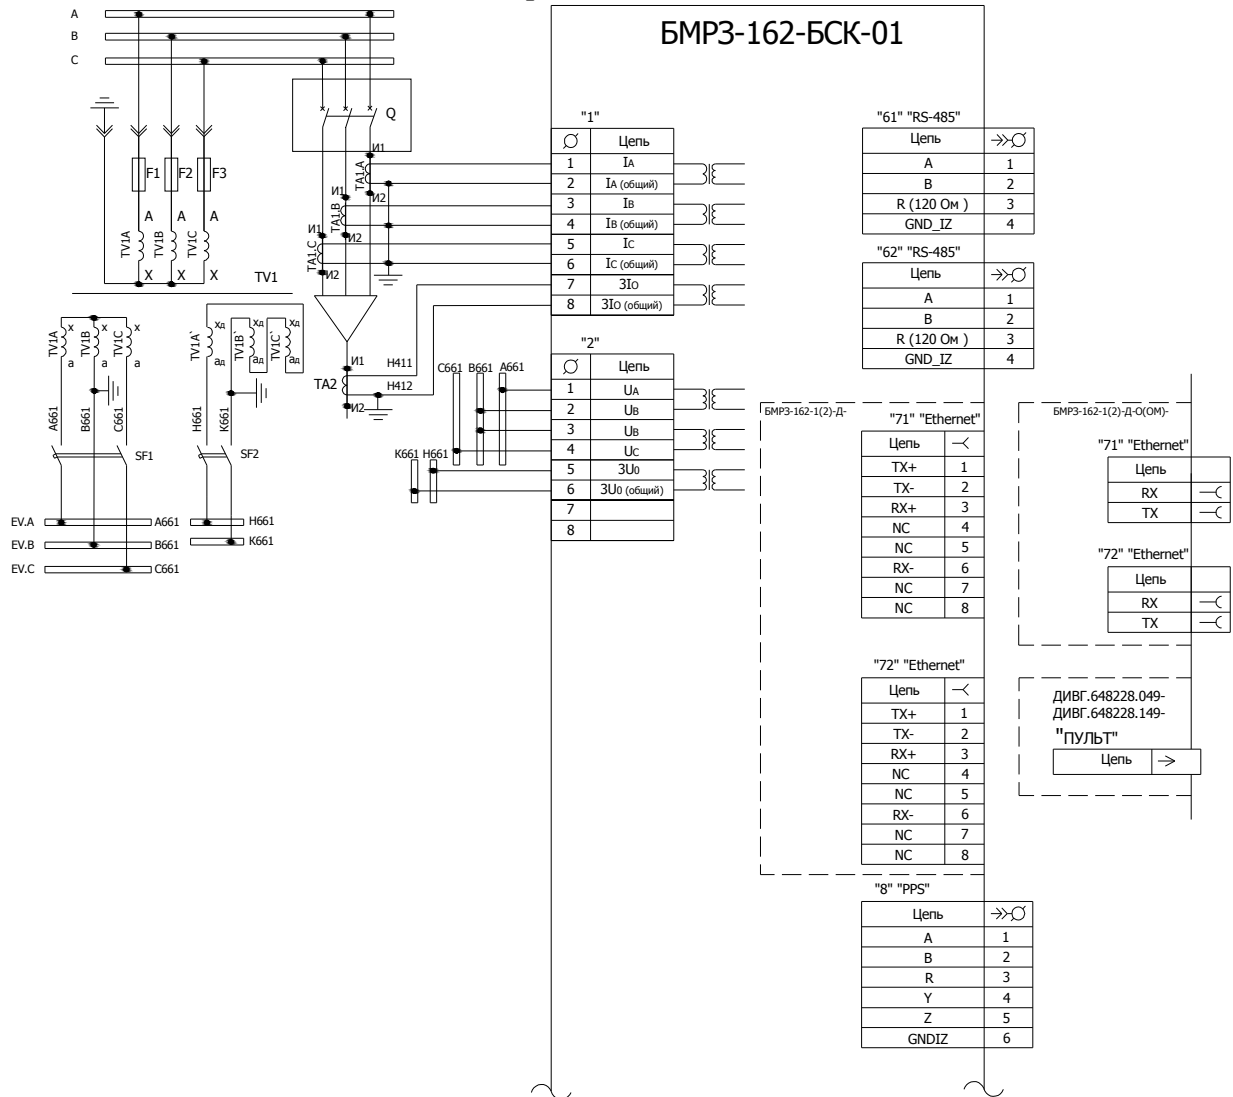 БМРЗ-162-БСК-01
A
B
C
Q
F1
F2
F3
A
A
A
TV1A
TV1B
TV1C
X
X
X
TV1
И1
TA1.A
И2
И1
TA1.B
И2
И1
TA1.C
И2
TV1A
TV1B
TV1C
x
x
x
a
a
a
TV1A`
TV1B`
TV1C`
xд
xд
xд
aд
aд
aд
A661
B661
C661
H661
K661
SF1
SF2
EV.A
A661
EV.B
B661
EV.C
C661
H661
K661
И1
TA2
И2
H411
H412
C661
B661
A661
K661
H661
"1"
Цепь
1 IA
2 IA (общий)
3 IB
4 IB (общий)
5 IC
6 IC (общий)
7 3IO
8 3IO (общий)
"2"
Цепь
1 UA
2 UB
3 UB
4 UC
5 3U0
6 3U0 (общий)
7
8
"61" "RS-485"
Цепь
A 1
B 2
R (120 Ом ) 3
GND_IZ 4
"62" "RS-485"
Цепь
A 1
B 2
R (120 Ом ) 3
GND_IZ 4
БМРЗ-162-1(2)-Д-
"71" "Ethernet"
Цепь
TX+ 1
TX- 2
RX+ 3
NC 4
NC 5
RX- 6
NC 7
NC 8
"72" "Ethernet"
Цепь
TX+ 1
TX- 2
RX+ 3
NC 4
NC 5
RX- 6
NC 7
NC 8
"8" "PPS"
Цепь
A 1
B 2
R 3
Y 4
Z 5
GNDIZ 6
БМРЗ-162-1(2)-Д-О(ОМ)-
"71" "Ethernet"
Цепь
RX
TX
"72" "Ethernet"
Цепь
RX
TX
ДИВГ.648228.049-
ДИВГ.648228.149-
"ПУЛЬТ"
Цепь